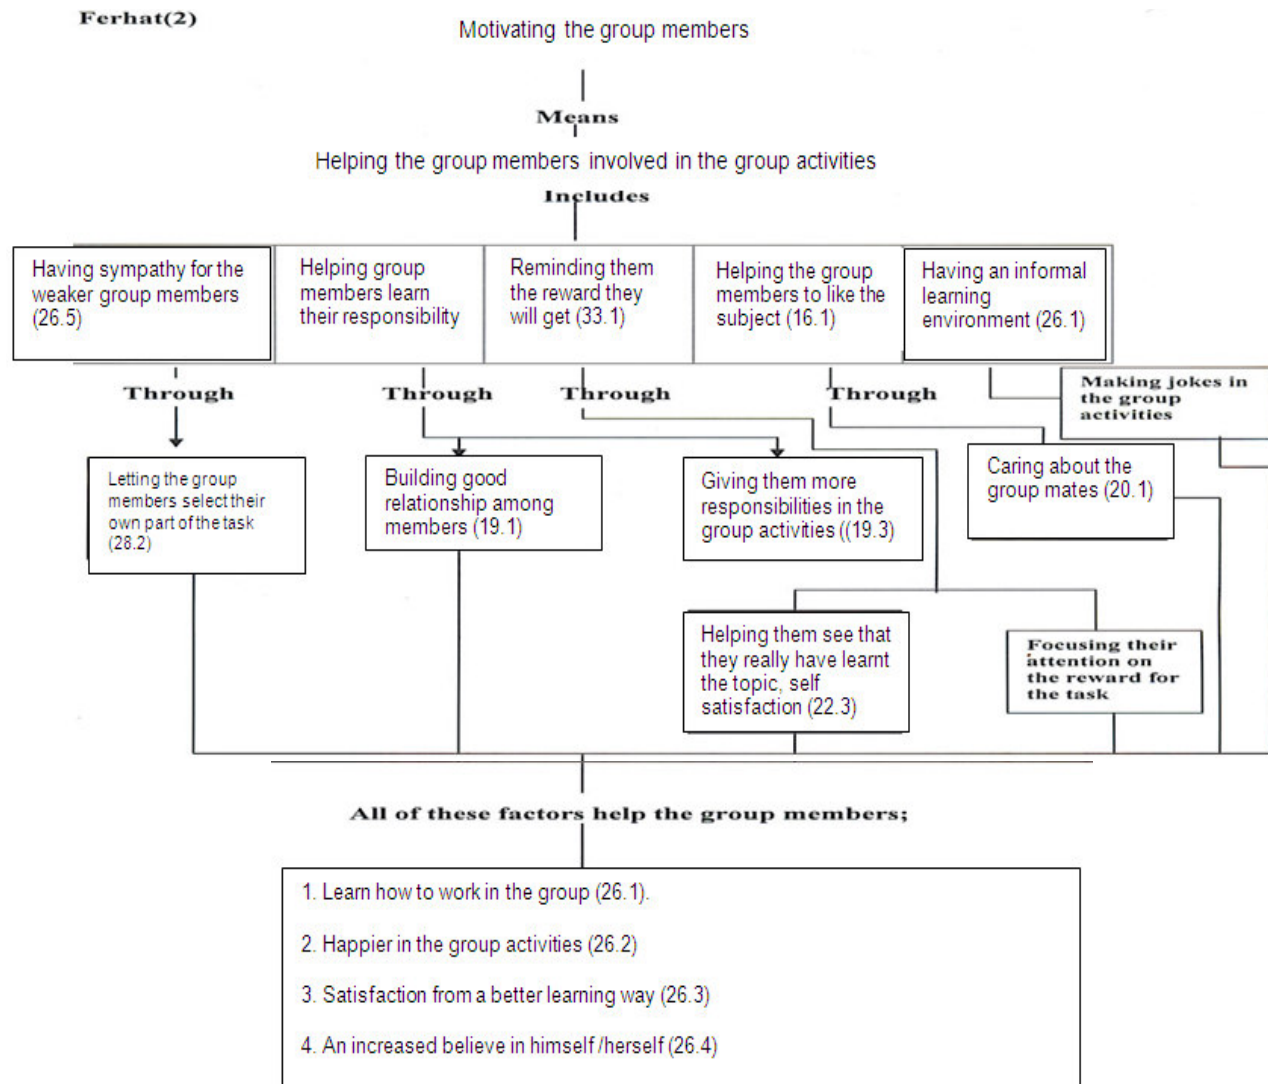 Ferhat(2)
Motivating the group members
Means
Helping the group members involved in the group activities
Includes
Having sympathy for the
weaker group members
(26.5)
Helping group
members learn
their responsibility
Reminding them
the reward they
will get (33.1)
Helping the group
members to like the
subject (16.1)
Having an informal
learning
environment (26.1)
Through
Through
Through
Through
Making jokes in
the group
activities
Letting the group
members select their
own part of the task
(28.2)
Building good
relationship among
members (19.1)
Giving them more
responsibilities in
the group activities ((19.3)
Caring about the
group mates (20.1)
Helping them see that
they really have learnt
the topic, self
satisfaction (22.3)
Focusing their
attention on
the reward for
the task
All of these factors help the group members;
1. Learn how to work in the group (26.1).
2. Happier in the group activities (26.2)
3. Satisfaction from a better learning way (26.3)
4. An increased believe in himself /herself (26.4)